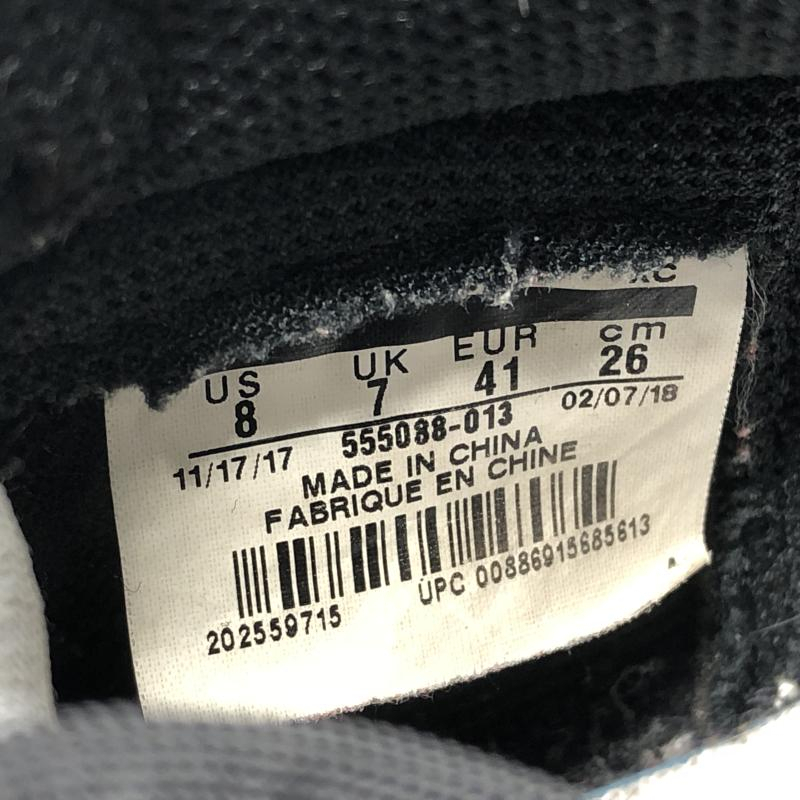 US UK EUR cm
8 7 41 26
11/17/17 555088-013 02/07/18
MADE IN CHINA
FABRIQUE EN CHINE
202559715 UPC 00886915685613